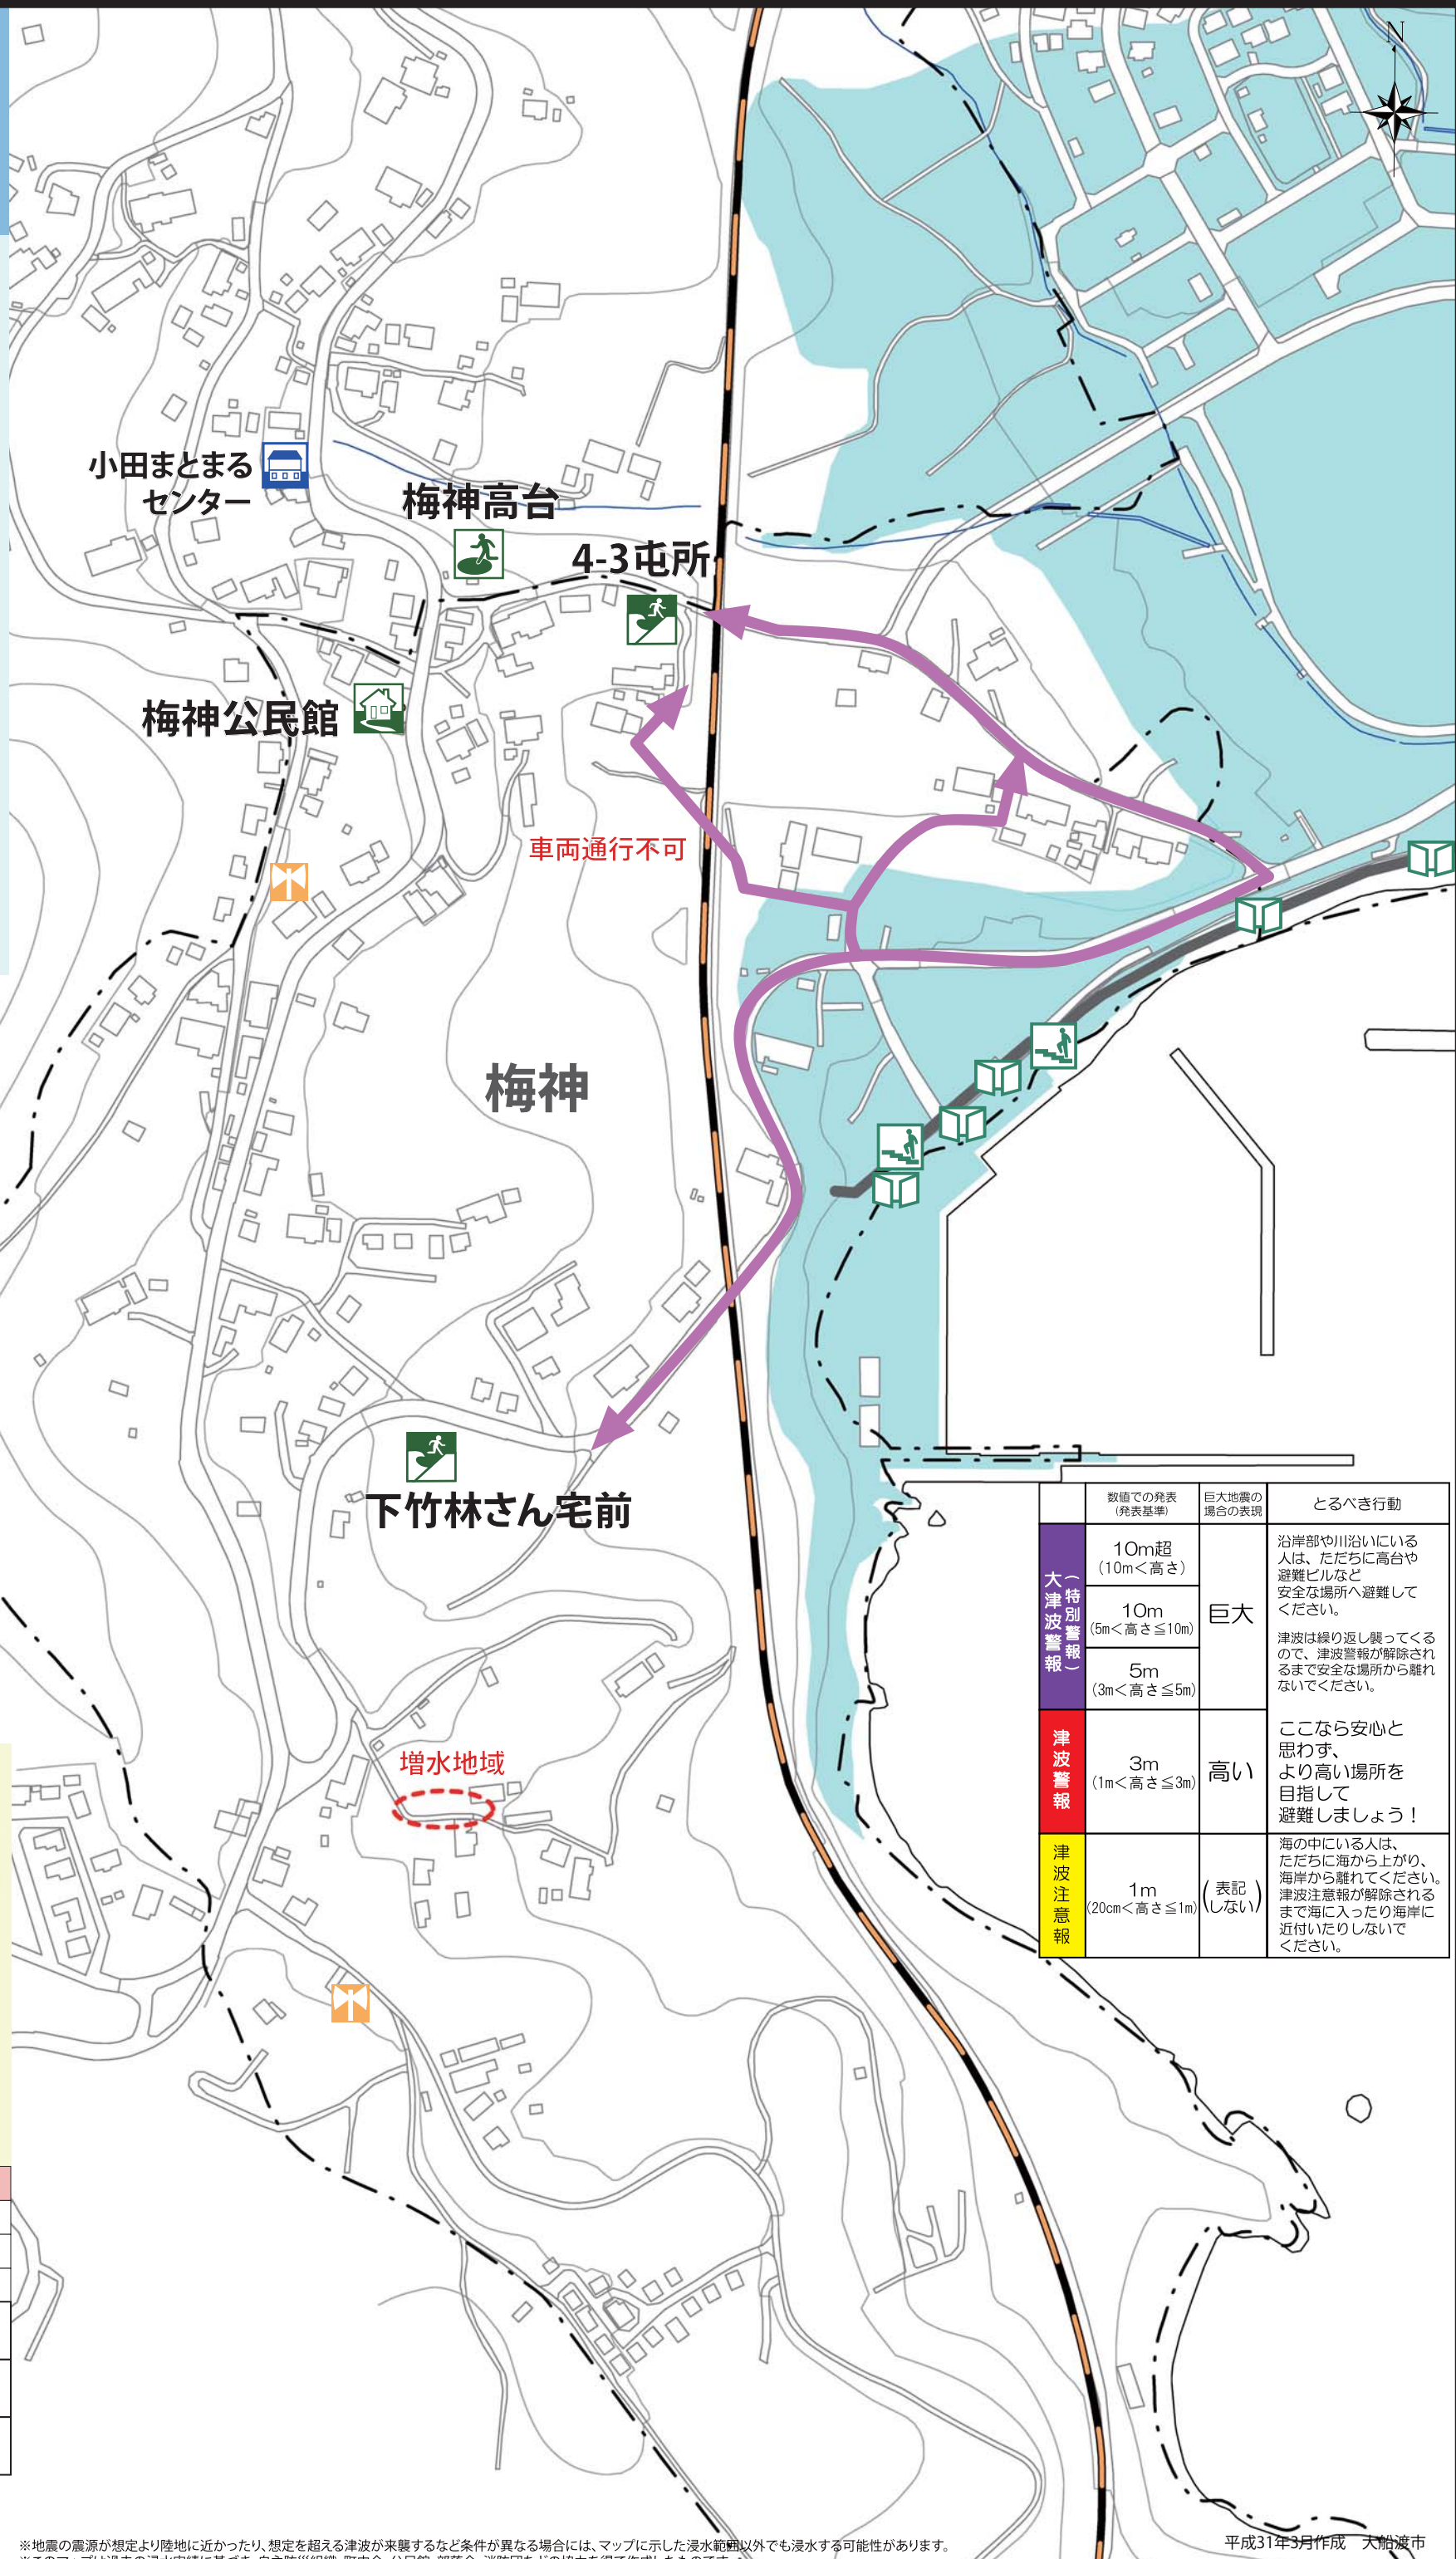 N
小田まとまる
センター
梅神高台
4-3屯所
梅神公民館
車両通行不可
梅神
下竹林さん宅前
増水地域
数値での発表
(発表基準)
巨大地震の
場合の表現
とるべき行動
大津波警報
(特別警報)
10m超
(10m<高さ)
10m
(5m<高さ≦10m)
5m
(3m<高さ≦5m)
巨大
沿岸部や川沿いにいる
人は、ただちに高台や
避難ビルなど
安全な場所へ避難して
ください。
津波は繰り返し襲ってくる
ので、津波警報が解除され
るまで安全な場所から離れ
ないでください。
津波警報
3m
(1m<高さ≦3m)
高い
ここなら安心と
思わず、
より高い場所を
目指して
避難しましょう!
津波注意報
1m
(20cm<高さ≦1m)
(表記
しない)
海の中にいる人は、
ただちに海から上がり、
海岸から離れてください。
津波注意報が解除される
まで海に入ったり海岸に
近付いたりしないで
ください。
※地震の震源が想定より陸地に近かったり、想定を超える津波が来襲するなど条件が異なる場合には、マップに示した浸水範囲以外でも浸水する可能性があります。
平成31年3月作成 大船渡市